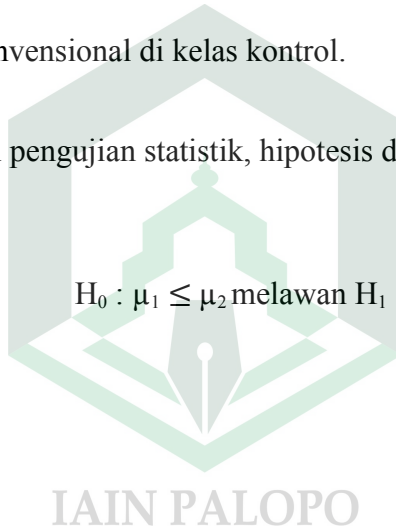 nvensional di kelas kontrol.
pengujian statistik, hipotesis d
H₀ : μ₁ ≤ μ₂ melawan H₁
IAIN PALOPO